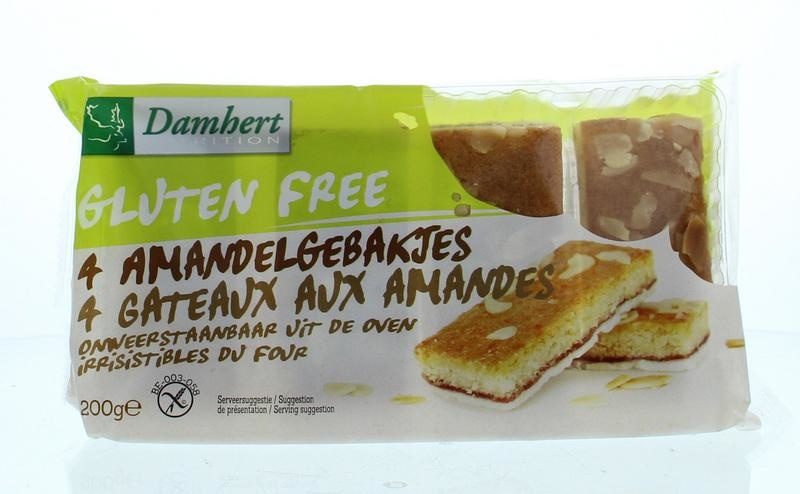 Damhert
NUTRITION
GLUTEN FREE
4 AMANDELGEBAKJES
4 GATEAUX AUX AMANDES
ONWEERSTAANBAAR UIT DE OVEN
IRRISISTIBLES DU FOUR
BE-003-058
200g℮
Serveersuggestie / Suggestion
de présentation / Serving suggestion